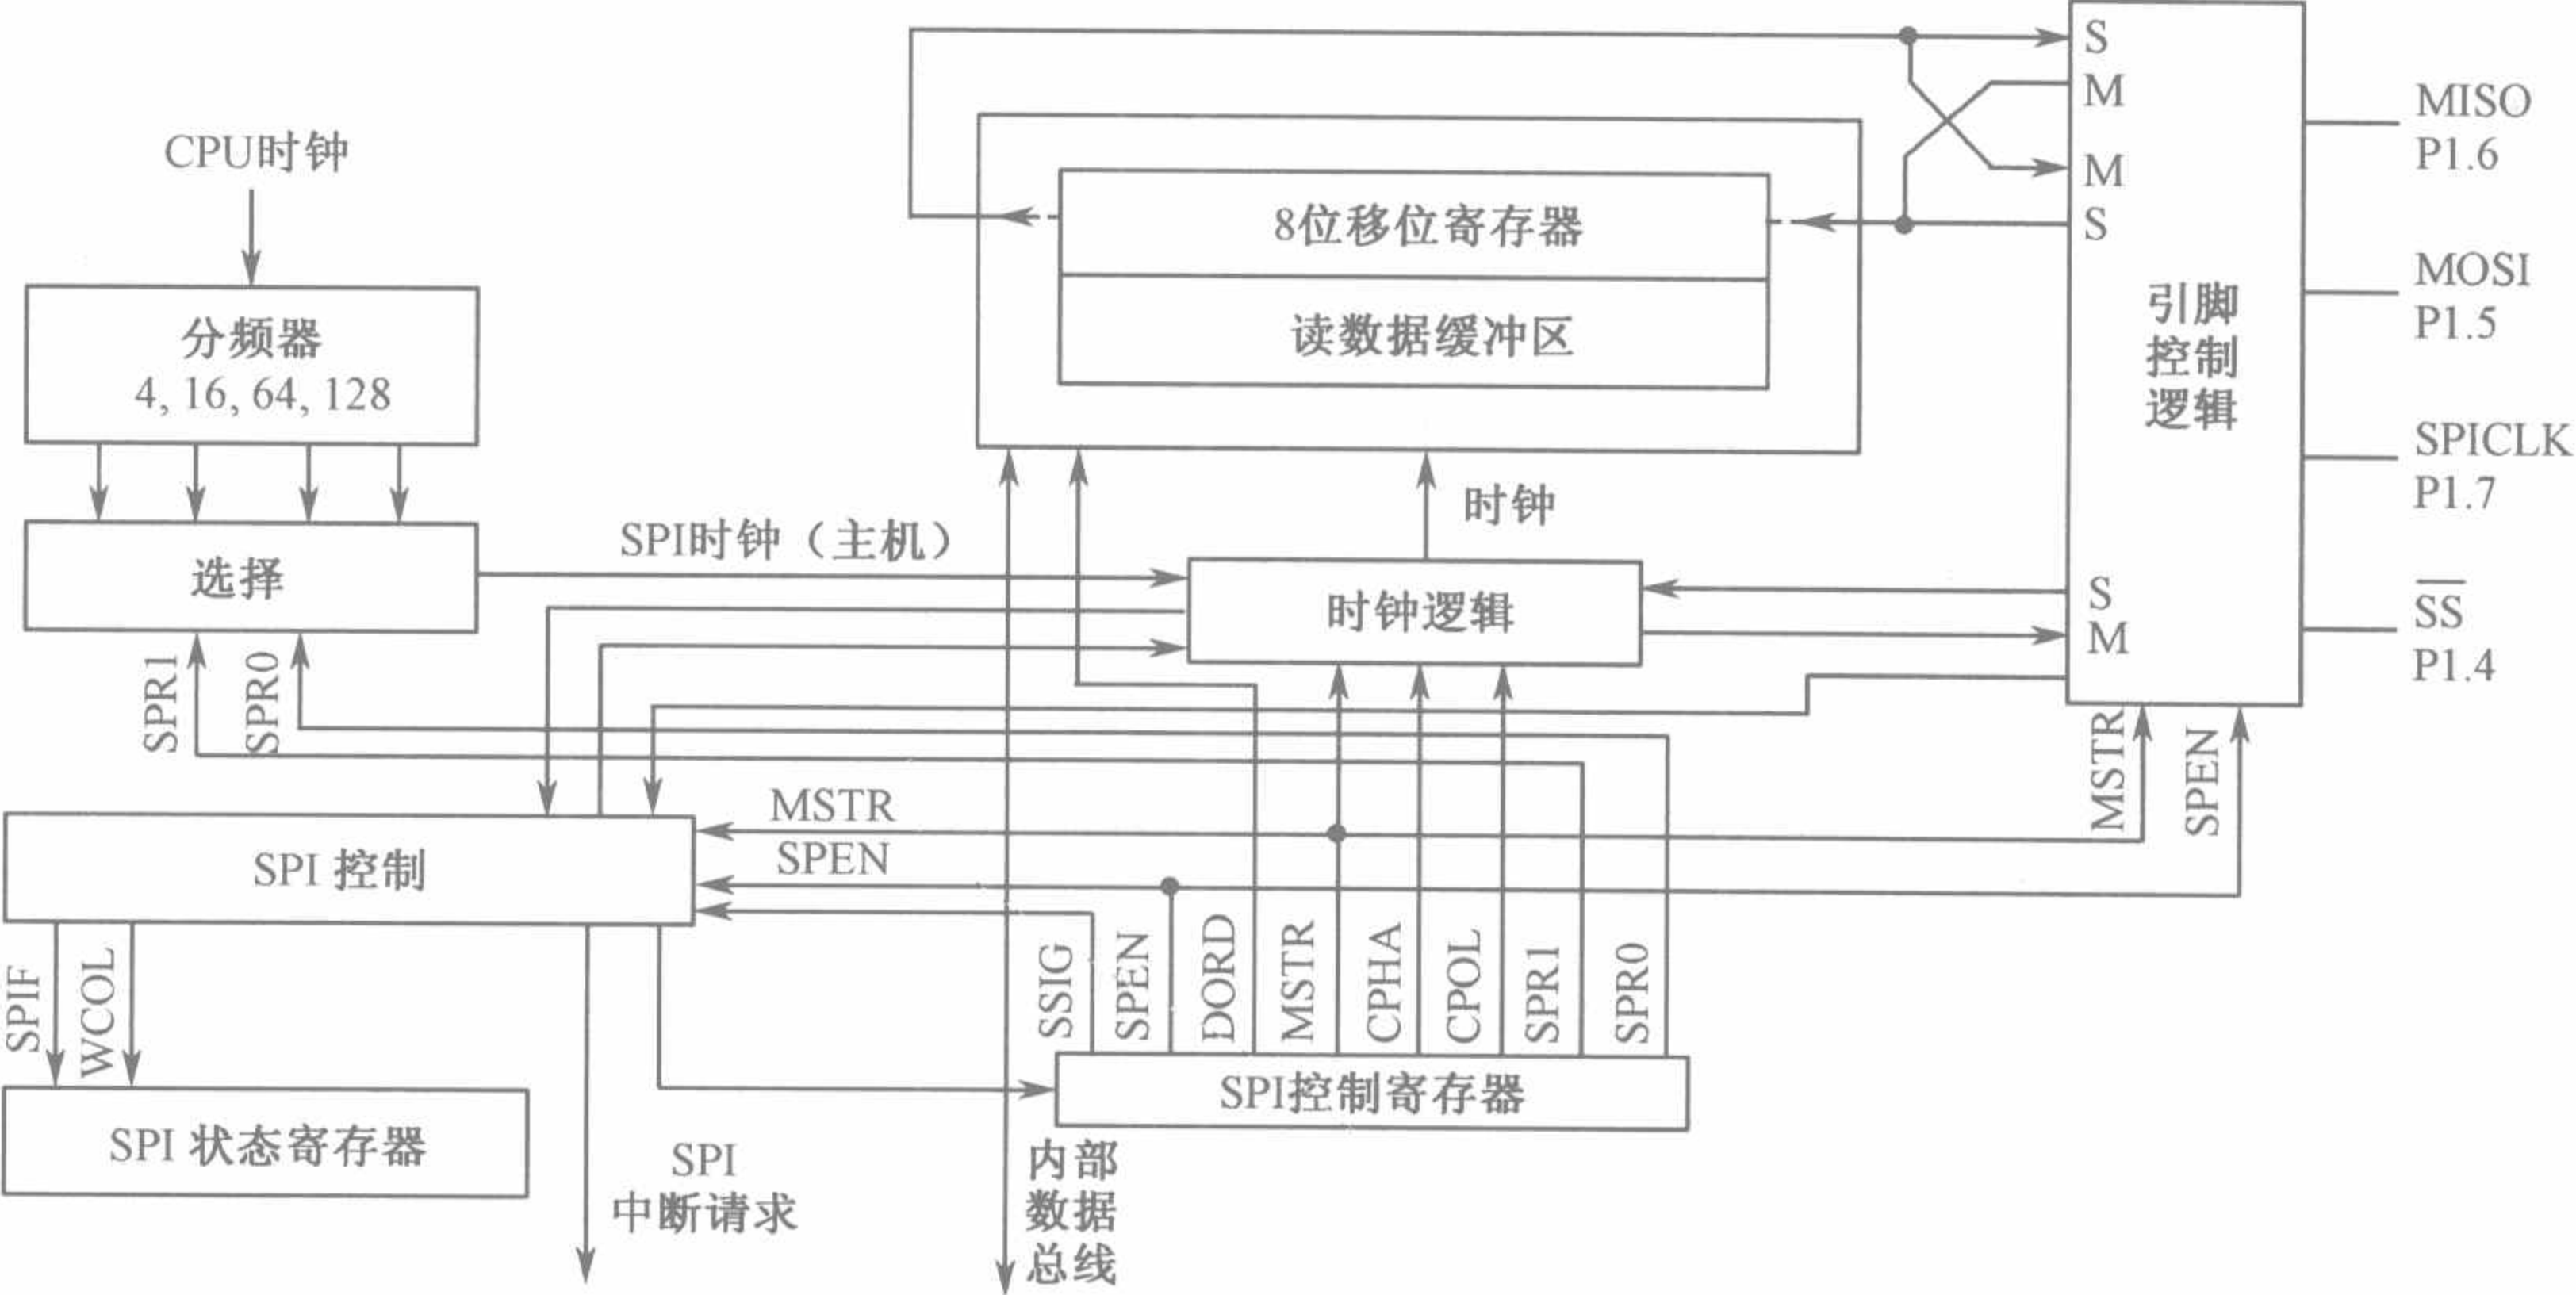 CPU时钟
分频器
4, 16, 64, 128
选择
SPR1
SPR0
SPI时钟（主机）
8位移位寄存器
读数据缓冲区
时钟
时钟逻辑
S
M
M
S
引脚
控制
逻辑
S
M
MISO
P1.6
MOSI
P1.5
SPICLK
P1.7
S̅S̅
P1.4
MSTR
SPEN
MSTR
SPEN
SPI 控制
SPIF
WCOL
SPI 状态寄存器
SPI
中断请求
SSIG
SPEN
DORD
MSTR
CPHA
CPOL
SPR1
SPR0
SPI控制寄存器
内部
数据
总线